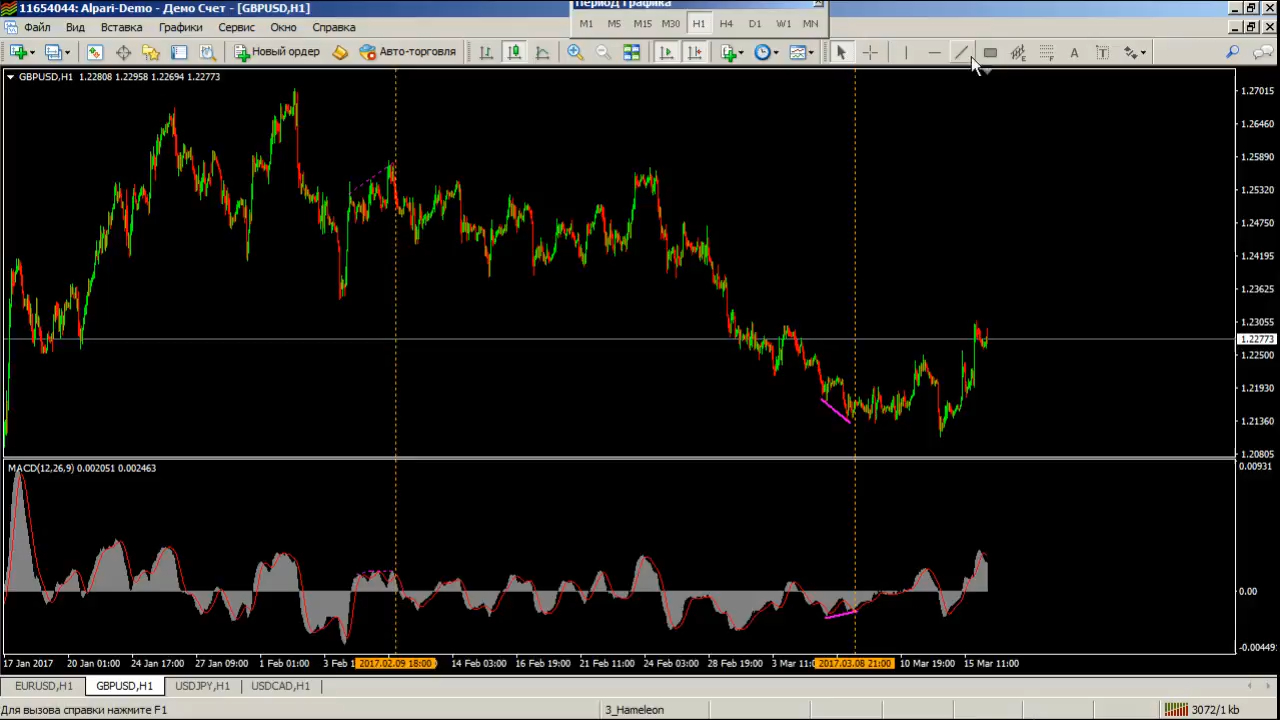 11654044: Alpari-Demo - Демо Счет - [GBPUSD,H1]
Период Графика
Файл Вид Вставка Графики Сервис Окно Справка
M1 M5 M15 M30 H1 H4 D1 W1 MN
Новый ордер Авто-торговля
GBPUSD,H1 1.22808 1.22958 1.22694 1.22773
1.27015
1.26460
1.25890
1.25320
1.24750
1.24195
1.23625
1.23055
1.22773
1.22500
1.21930
1.21360
1.20805
MACD(12,26,9) 0.002051 0.002463
0.00931
0.00
-0.00449
17 Jan 2017 20 Jan 01:00 24 Jan 17:00 27 Jan 09:00 1 Feb 01:00 3 Feb 2017.02.09 18:00 14 Feb 03:00 16 Feb 19:00 21 Feb 11:00 24 Feb 03:00 28 Feb 19:00 3 Mar 11: 2017.03.08 21:00 10 Mar 19:00 15 Mar 11:00
EURUSD,H1 GBPUSD,H1 USDJPY,H1 USDCAD,H1
Для вызова справки нажмите F1 3_Hameleon 3072/1 kb